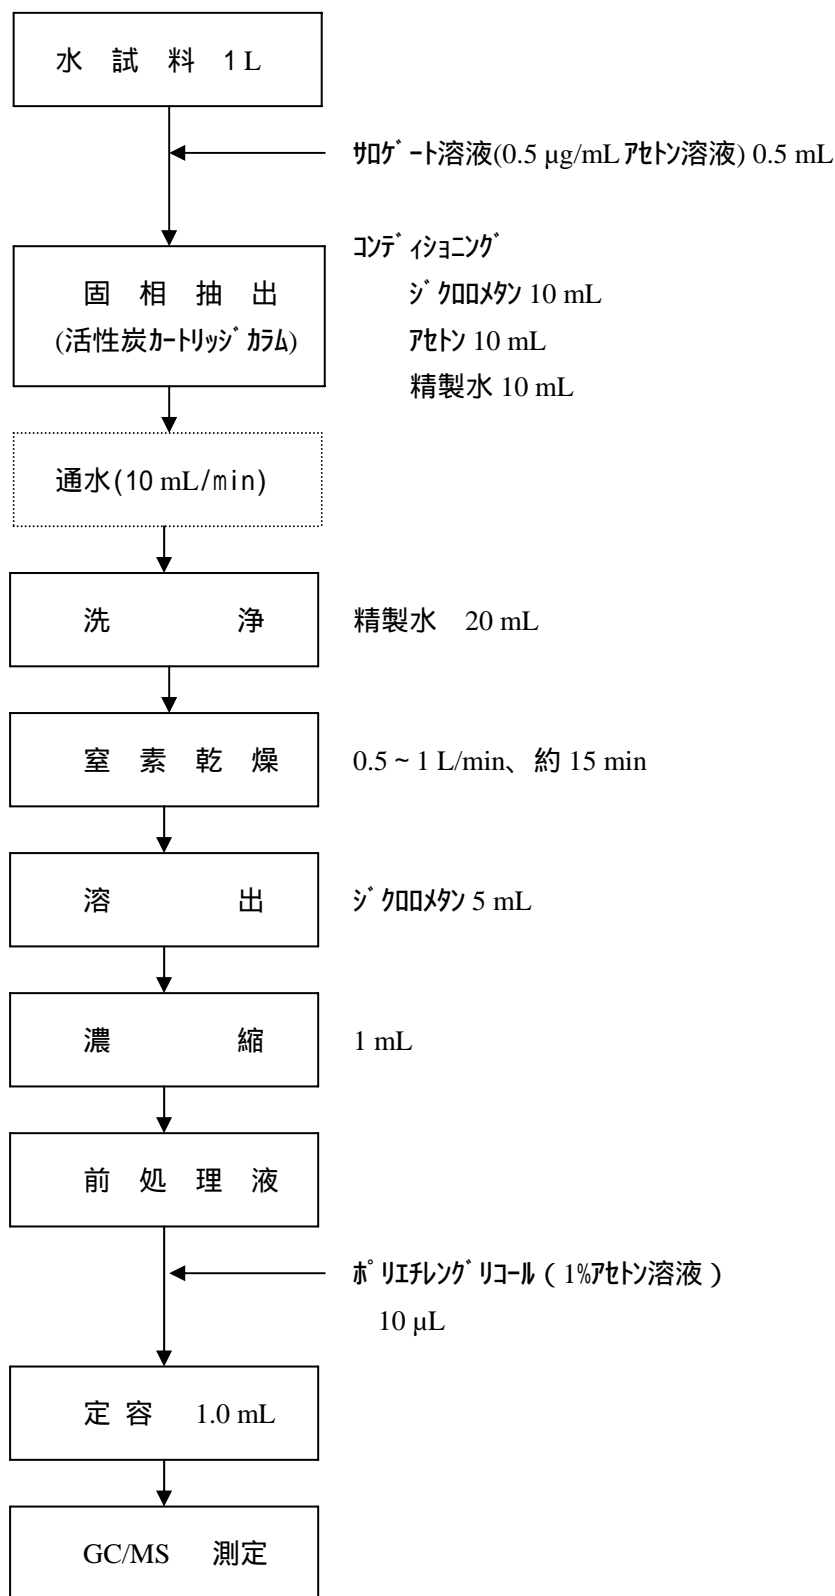 水 試 料 1 L
サロゲート溶液(0.5 µg/mL アセトン溶液) 0.5 mL
コンディショニング
固 相 抽 出
(活性炭カートリッジカラム)
ジクロロメタン 10 mL
アセトン 10 mL
精製水 10 mL
通水(10 mL/min)
洗 浄
精製水 20 mL
窒 素 乾 燥
0.5 ~ 1 L/min、約 15 min
溶 出
ジクロロメタン 5 mL
濃 縮
1 mL
前 処 理 液
ポリエチレングリコール ( 1%アセトン溶液 )
10 µL
定 容 1.0 mL
GC/MS 測定